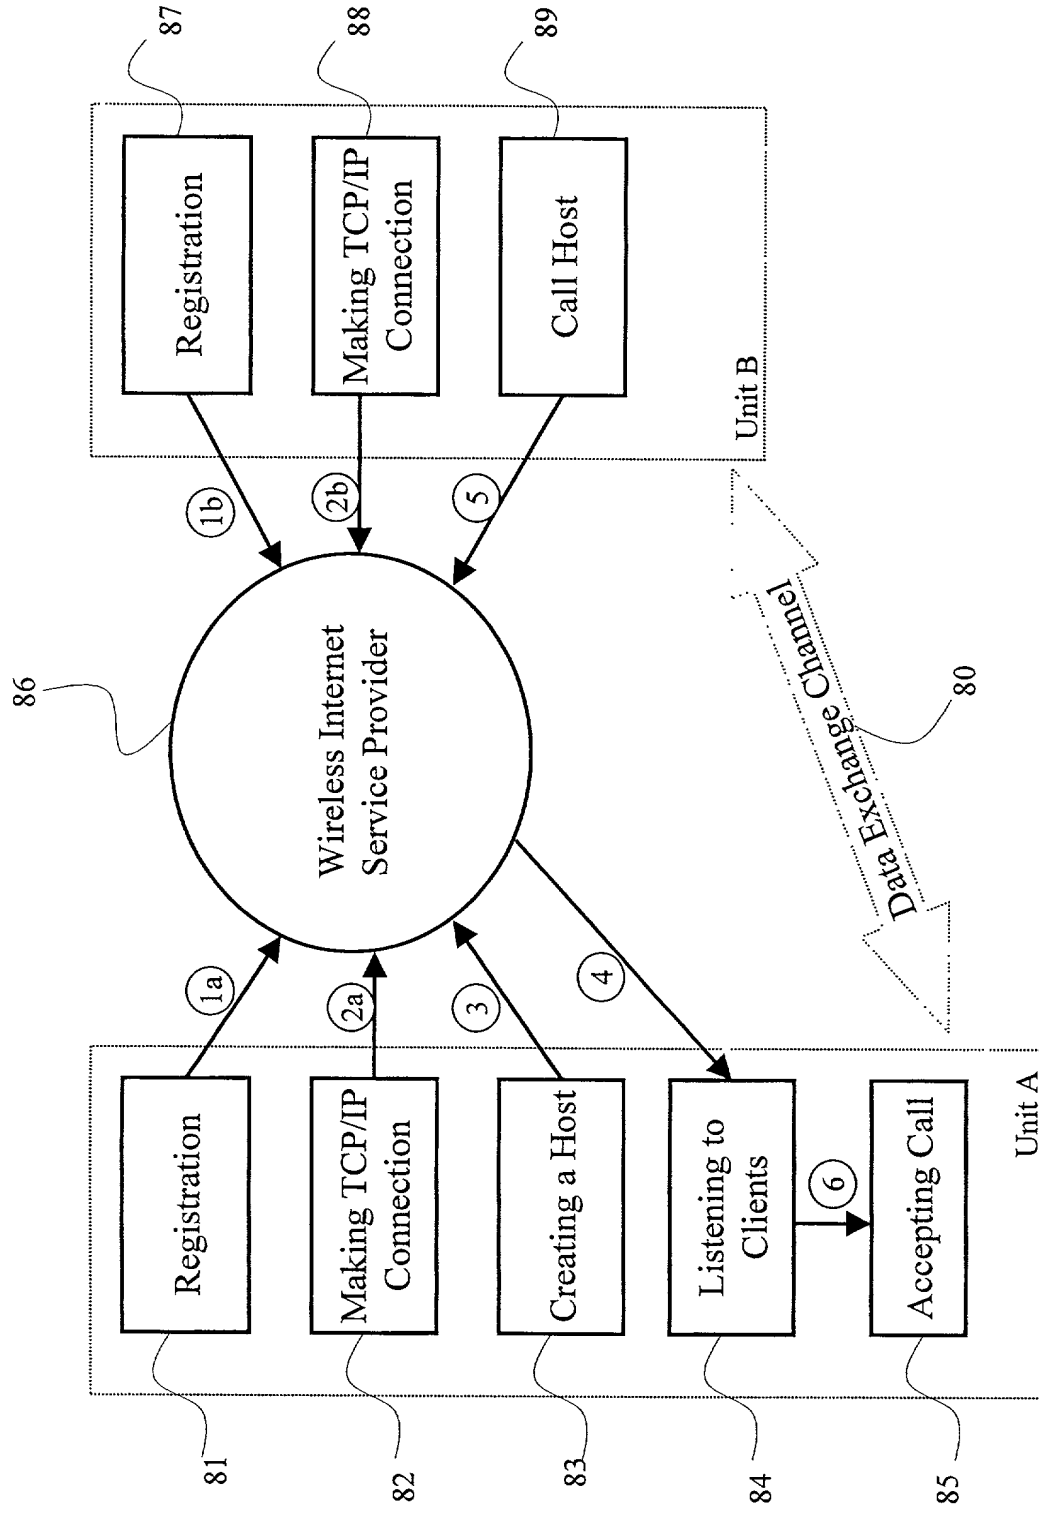 86
81
Registration
1a
Wireless Internet
Service Provider
1b
Registration
87
82
Making TCP/IP
Connection
2a
2b
Making TCP/IP
Connection
88
83
Creating a Host
3
5
Call Host
89
84
Listening to
Clients
4
6
85
Accepting Call
Unit A
Data Exchange Channel
80
Unit B